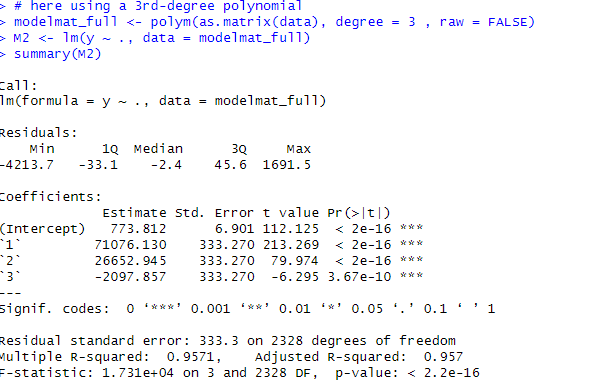 > # here using a 3rd-degree polynomial
> modelmat_full <- polym(as.matrix(data), degree = 3 , raw = FALSE)
> M2 <- lm(y ~ ., data = modelmat_full)
> summary(M2)
Call:
lm(formula = y ~ ., data = modelmat_full)
Residuals:
    Min      1Q  Median      3Q     Max
-4213.7   -33.1    -2.4    45.6  1691.5
Coefficients:
             Estimate Std. Error t value Pr(>|t|)
(Intercept)   773.812      6.901 112.125  < 2e-16 ***
`1`         71076.130    333.270 213.269  < 2e-16 ***
`2`         26652.945    333.270  79.974  < 2e-16 ***
`3`         -2097.857    333.270  -6.295 3.67e-10 ***
---
Signif. codes:  0 ‘***’ 0.001 ‘**’ 0.01 ‘*’ 0.05 ‘.’ 0.1 ‘ ’ 1
Residual standard error: 333.3 on 2328 degrees of freedom
Multiple R-squared:  0.9571,    Adjusted R-squared:  0.957
F-statistic: 1.731e+04 on 3 and 2328 DF,  p-value: < 2.2e-16